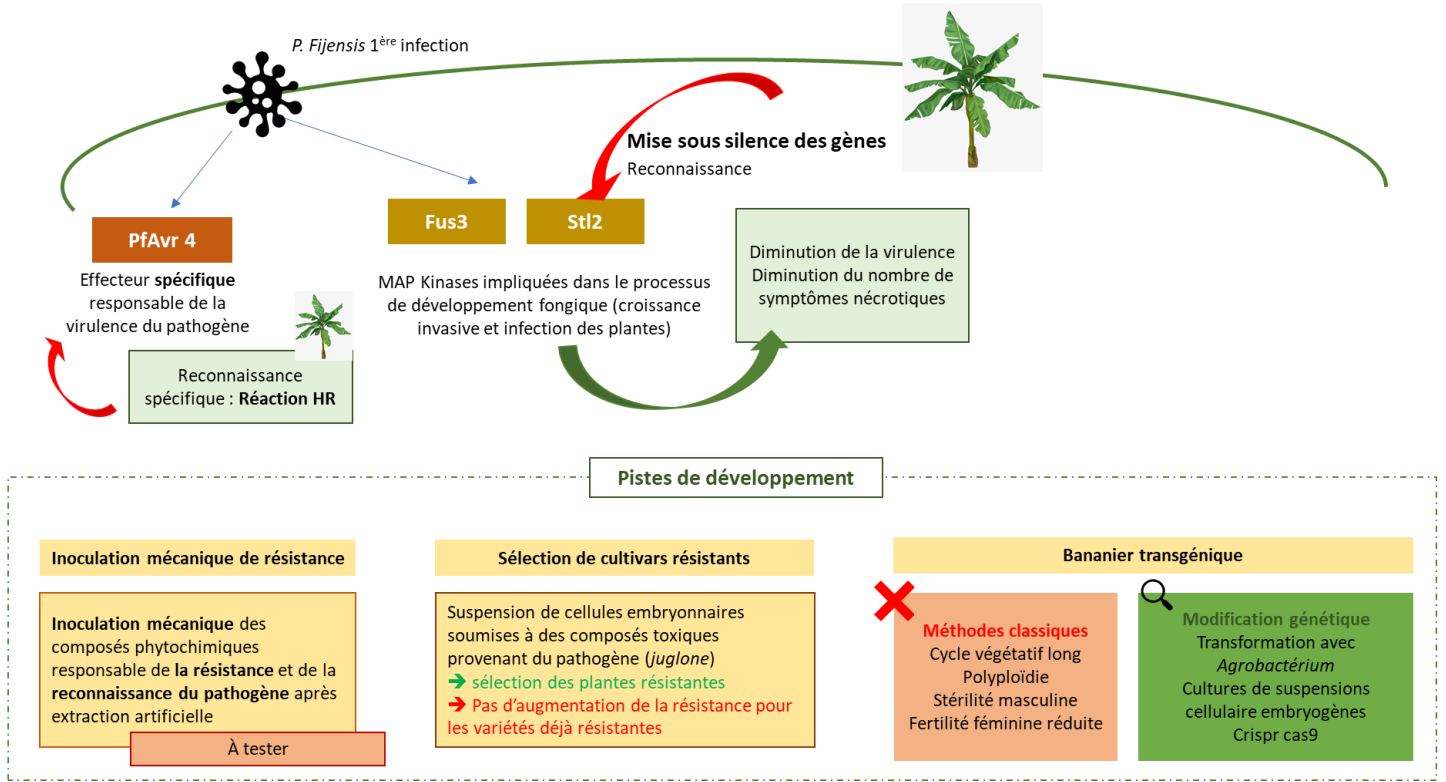 P. Fijensis 1ère infection
Mise sous silence des gènes
Reconnaissance
PfAvr 4
Effecteur spécifique
responsable de la
virulence du pathogène
Reconnaissance
spécifique : Réaction HR
Fus3
Stl2
MAP Kinases impliquées dans le processus
de développement fongique (croissance
invasive et infection des plantes)
Diminution de la virulence
Diminution du nombre de
symptômes nécrotiques
Pistes de développement
Inoculation mécanique de résistance
Inoculation mécanique des
composés phytochimiques
responsable de la résistance et de la
reconnaissance du pathogène après
extraction artificielle
À tester
Sélection de cultivars résistants
Suspension de cellules embryonnaires
soumises à des composés toxiques
provenant du pathogène (juglone)
➔ sélection des plantes résistantes
➔ Pas d'augmentation de la résistance pour
les variétés déjà résistantes
Bananier transgénique
Méthodes classiques
Cycle végétatif long
Polyploïdie
Stérilité masculine
Fertilité féminine réduite
Modification génétique
Transformation avec
Agrobactérium
Cultures de suspensions
cellulaire embryogènes
Crispr cas9